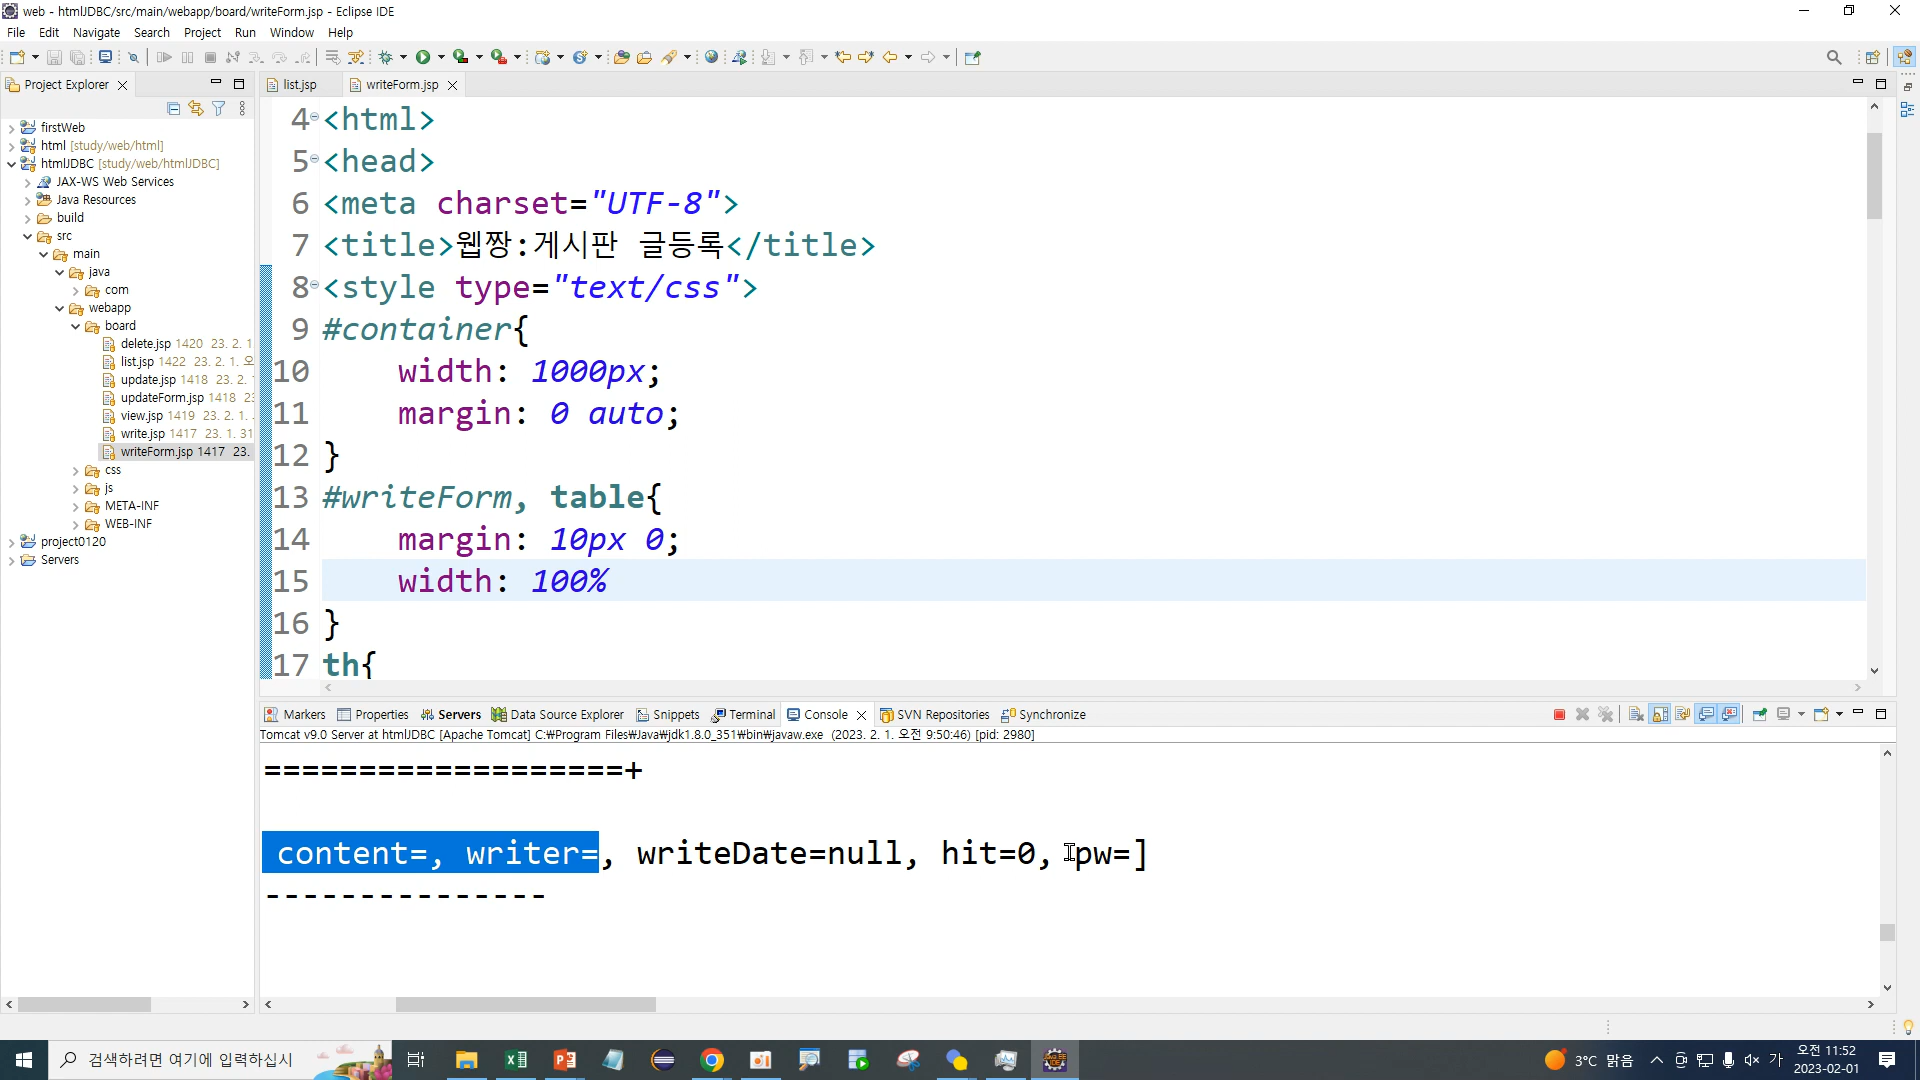 web - htmlJDBC/src/main/webapp/board/writeForm.jsp - Eclipse IDE
File Edit Navigate Search Project Run Window Help
Project Explorer
list.jsp
writeForm.jsp
firstWeb
html [study/web/html]
htmlJDBC [study/web/htmlJDBC]
JAX-WS Web Services
Java Resources
build
src
main
java
com
webapp
board
delete.jsp 1420 23. 2. 1
list.jsp 1422 23. 2. 1. 오
update.jsp 1418 23. 2.
updateForm.jsp 1418 23
view.jsp 1419 23. 2. 1.
write.jsp 1417 23. 1. 31
writeForm.jsp 1417 23.
css
js
META-INF
WEB-INF
project0120
Servers
4 <html>
5 <head>
6 <meta charset="UTF-8">
7 <title>웹짱:게시판 글등록</title>
8 <style type="text/css">
9 #container{
10 width: 1000px;
11 margin: 0 auto;
12 }
13 #writeForm, table{
14 margin: 10px 0;
15 width: 100%
16 }
17 th{
Markers Properties Servers Data Source Explorer Snippets Terminal Console SVN Repositories Synchronize
Tomcat v9.0 Server at htmlJDBC [Apache Tomcat] C:₩Program Files₩Java₩jdk1.8.0_351₩bin₩javaw.exe (2023. 2. 1. 오전 9:50:46) [pid: 2980]
===================+
content=, writer=, writeDate=null, hit=0, pw=]
---------------
검색하려면 여기에 입력하십시
3°C 맑음
가
오전 11:52
2023-02-01